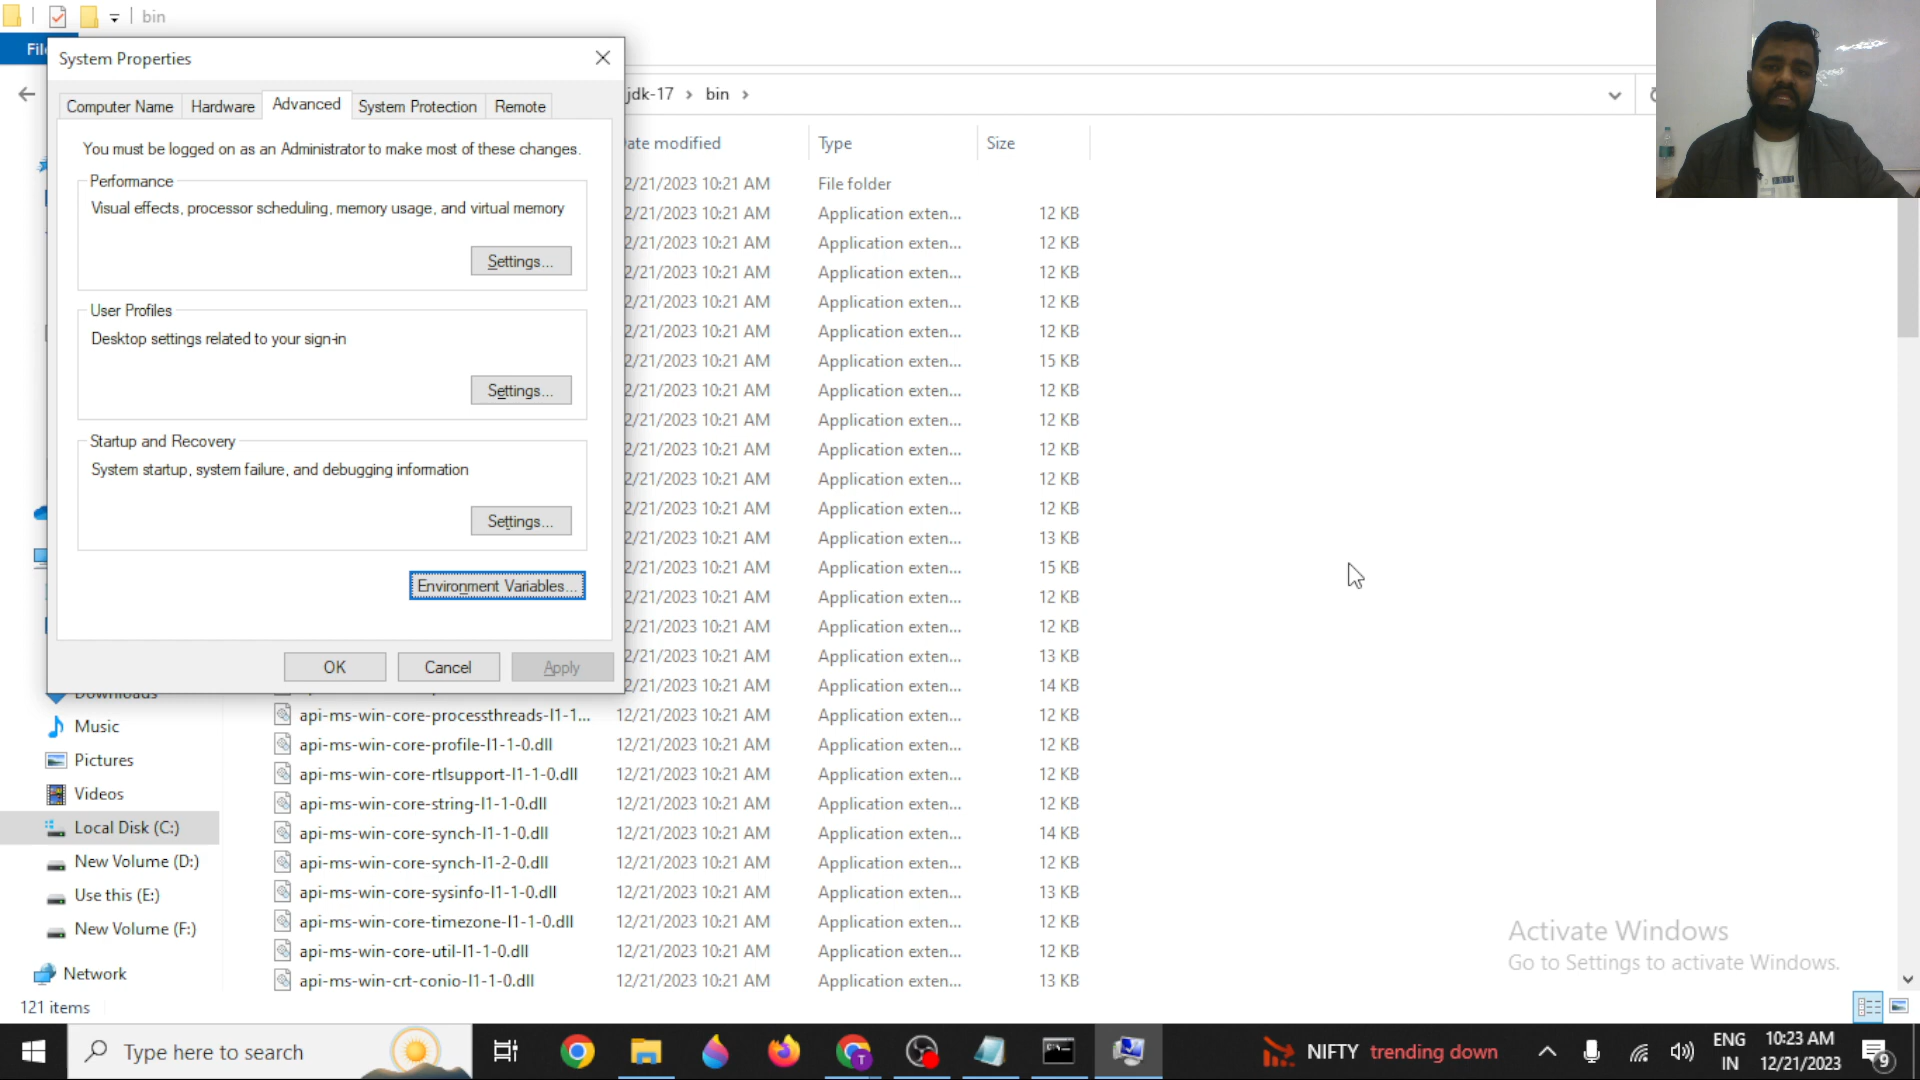 bin
System Properties
Computer Name
Hardware
Advanced
System Protection
Remote
You must be logged on as an Administrator to make most of these changes.
Performance
Visual effects, processor scheduling, memory usage, and virtual memory
Settings...
User Profiles
Desktop settings related to your sign-in
Settings...
Startup and Recovery
System startup, system failure, and debugging information
Settings...
Environment Variables...
OK
Cancel
Apply
jdk-17 > bin >
ate modified Type Size
2/21/2023 10:21 AM File folder
2/21/2023 10:21 AM Application exten... 12 KB
2/21/2023 10:21 AM Application exten... 12 KB
2/21/2023 10:21 AM Application exten... 12 KB
2/21/2023 10:21 AM Application exten... 12 KB
2/21/2023 10:21 AM Application exten... 12 KB
2/21/2023 10:21 AM Application exten... 15 KB
2/21/2023 10:21 AM Application exten... 12 KB
2/21/2023 10:21 AM Application exten... 12 KB
2/21/2023 10:21 AM Application exten... 12 KB
2/21/2023 10:21 AM Application exten... 12 KB
2/21/2023 10:21 AM Application exten... 12 KB
2/21/2023 10:21 AM Application exten... 13 KB
2/21/2023 10:21 AM Application exten... 15 KB
2/21/2023 10:21 AM Application exten... 12 KB
2/21/2023 10:21 AM Application exten... 12 KB
2/21/2023 10:21 AM Application exten... 13 KB
2/21/2023 10:21 AM Application exten... 14 KB
api-ms-win-core-processthreads-l1-1... 12/21/2023 10:21 AM Application exten... 12 KB
api-ms-win-core-profile-l1-1-0.dll 12/21/2023 10:21 AM Application exten... 12 KB
api-ms-win-core-rtlsupport-l1-1-0.dll 12/21/2023 10:21 AM Application exten... 12 KB
api-ms-win-core-string-l1-1-0.dll 12/21/2023 10:21 AM Application exten... 12 KB
api-ms-win-core-synch-l1-1-0.dll 12/21/2023 10:21 AM Application exten... 14 KB
api-ms-win-core-synch-l1-2-0.dll 12/21/2023 10:21 AM Application exten... 12 KB
api-ms-win-core-sysinfo-l1-1-0.dll 12/21/2023 10:21 AM Application exten... 13 KB
api-ms-win-core-timezone-l1-1-0.dll 12/21/2023 10:21 AM Application exten... 12 KB
api-ms-win-core-util-l1-1-0.dll 12/21/2023 10:21 AM Application exten... 12 KB
api-ms-win-crt-conio-l1-1-0.dll 12/21/2023 10:21 AM Application exten... 13 KB
Downloads
Music
Pictures
Videos
Local Disk (C:)
New Volume (D:)
Use this (E:)
New Volume (F:)
Network
121 items
Activate Windows
Go to Settings to activate Windows.
Type here to search
NIFTY trending down
ENG
IN
10:23 AM
12/21/2023
9